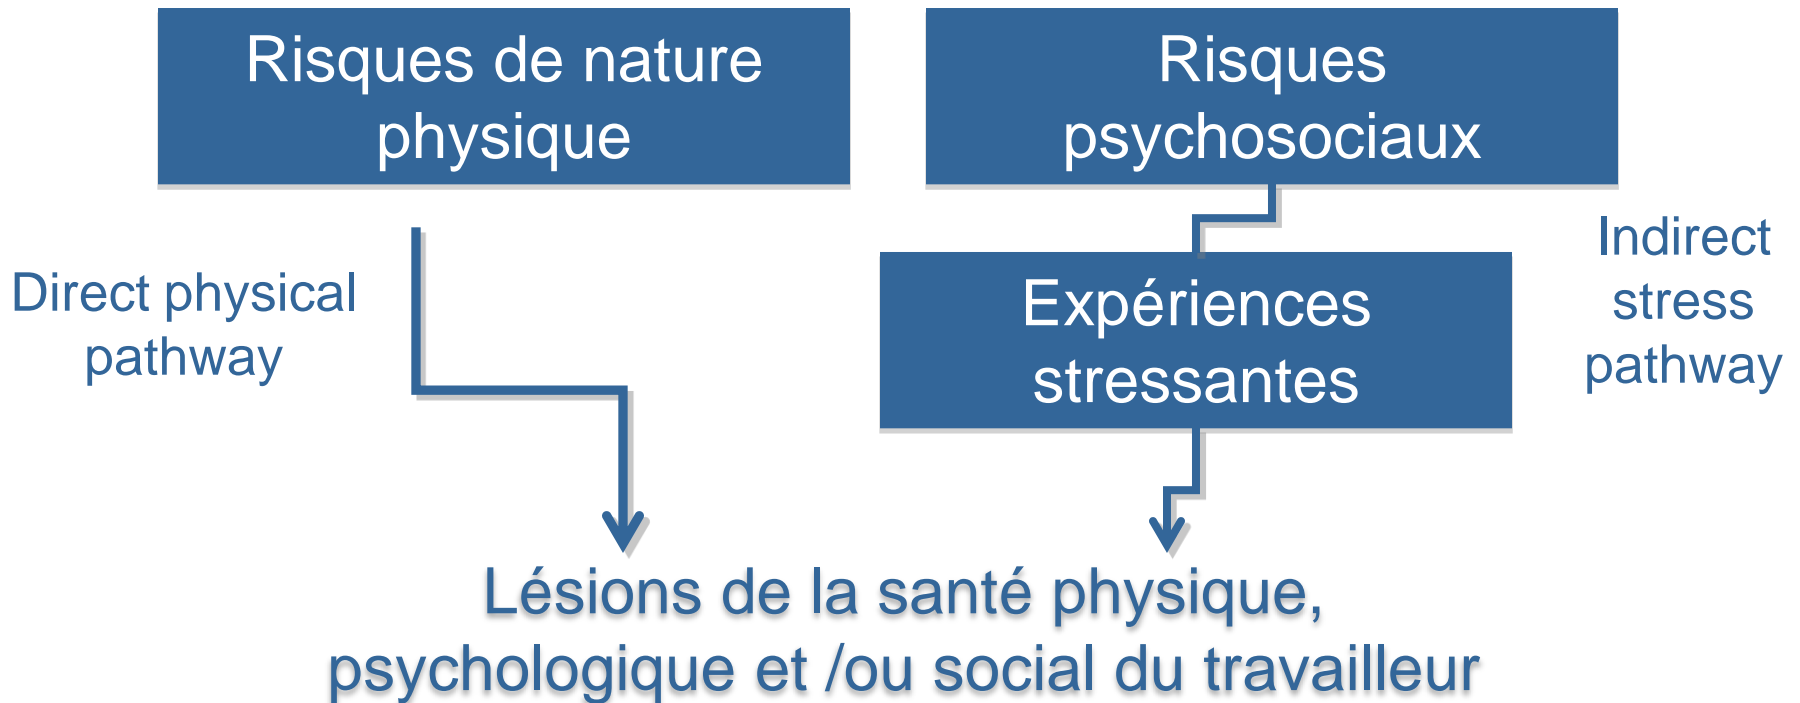 Risques de nature
physique
Risques
psychosociaux
Direct physical
pathway
Expériences
stressantes
Indirect
stress
pathway
Lésions de la santé physique,
psychologique et /ou social du travailleur